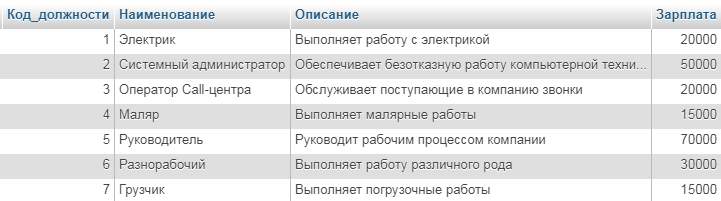 Код_должности Наименование Описание Зарплата
1 Электрик Выполняет работу с электрикой 20000
2 Системный администратор Обеспечивает безотказную работу компьютерной техни... 50000
3 Оператор Call-центра Обслуживает поступающие в компанию звонки 20000
4 Маляр Выполняет малярные работы 15000
5 Руководитель Руководит рабочим процессом компании 70000
6 Разнорабочий Выполняет работу различного рода 30000
7 Грузчик Выполняет погрузочные работы 15000